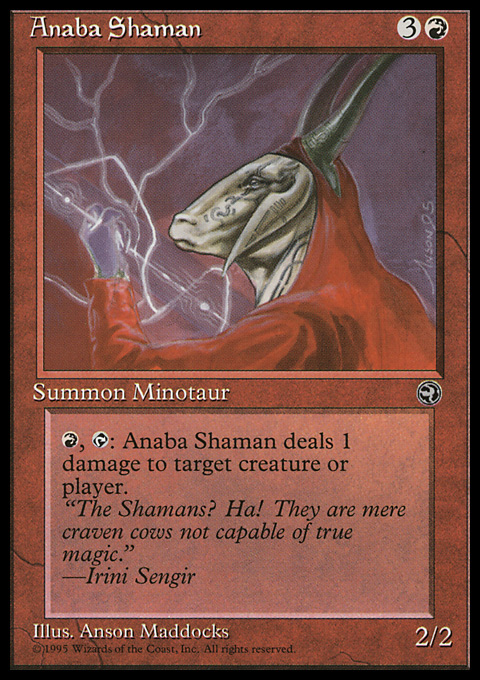 Anaba Shaman 3
ANSON 95
Summon Minotaur
, : Anaba Shaman deals 1
damage to target creature or
player.
“The Shamans? Ha! They are mere
craven cows not capable of true
magic.”
—Irini Sengir
Illus. Anson Maddocks
2/2
©1995 Wizards of the Coast, Inc. All rights reserved.